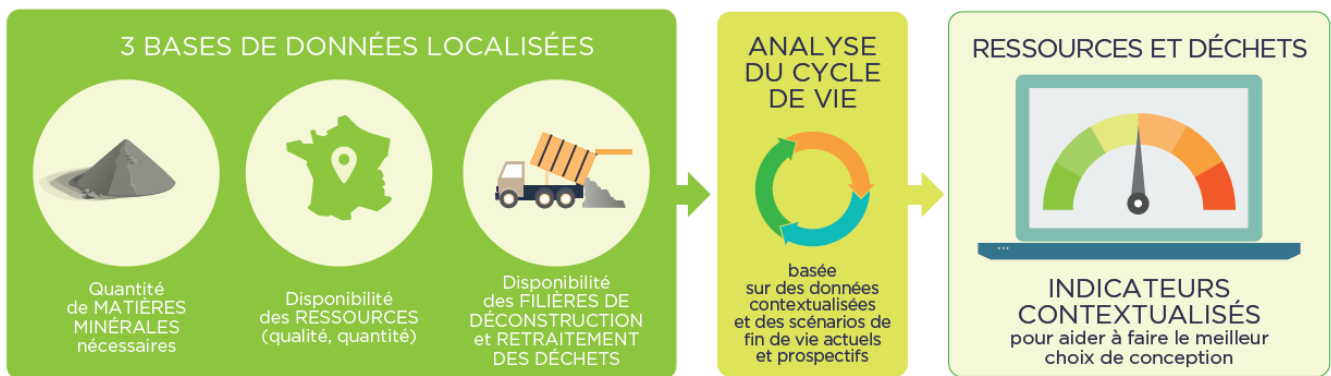 3 BASES DE DONNÉES LOCALISÉES
Quantité
de MATIÈRES
MINÉRALES
nécessaires
Disponibilité
des RESSOURCES
(qualité, quantité)
Disponibilité
des FILIÈRES DE
DÉCONSTRUCTION
et RETRAITEMENT
DES DÉCHETS
ANALYSE
DU CYCLE
DE VIE
basée
sur des données
contextualisées
et des scénarios de
fin de vie actuels
et prospectifs
RESSOURCES ET DÉCHETS
INDICATEURS
CONTEXTUALISÉS
pour aider à faire le meilleur
choix de conception